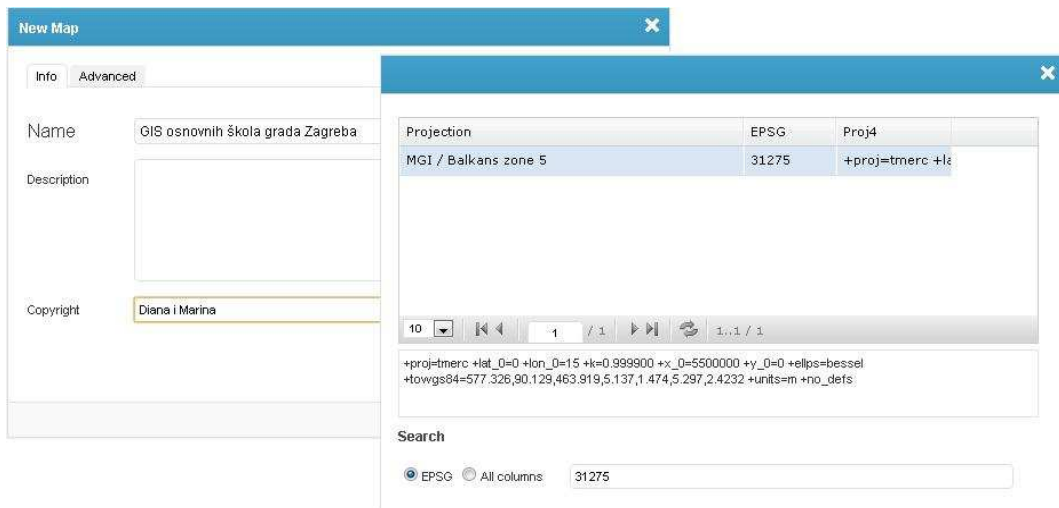 New Map
Info Advanced
Name GIS osnovnih škola grada Zagreba
Description
Copyright Diana i Marina
Projection EPSG Proj4
MGI / Balkans zone 5 31275 +proj=tmerc +la
10 1 / 1 1..1 / 1
+proj=tmerc +lat_0=0 +lon_0=15 +k=0.999900 +x_0=5500000 +y_0=0 +ellps=bessel
+towgs84=577.326,90.129,463.919,5.137,1.474,5.297,2.4232 +units=m +no_defs
Search
EPSG All columns 31275